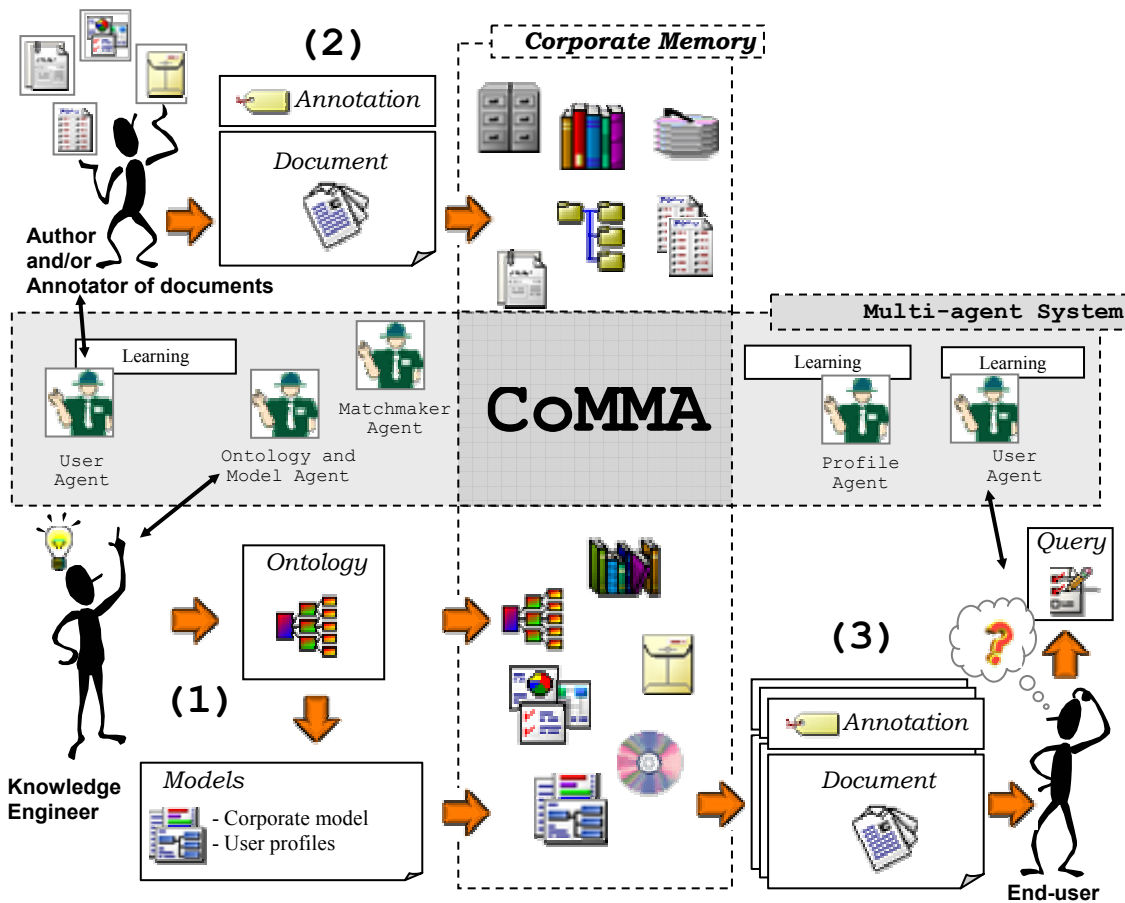 (2)
Corporate Memory
Annotation
Document
Author
and/or
Annotator of documents
Multi-agent System
Learning
Learning
Learning
CoMMA
Matchmaker
Agent
User
Agent
Ontology and
Model Agent
Profile
Agent
User
Agent
Ontology
Query
(1)
(3)
?
Annotation
Document
Knowledge
Engineer
Models
- Corporate model
- User profiles
End-user